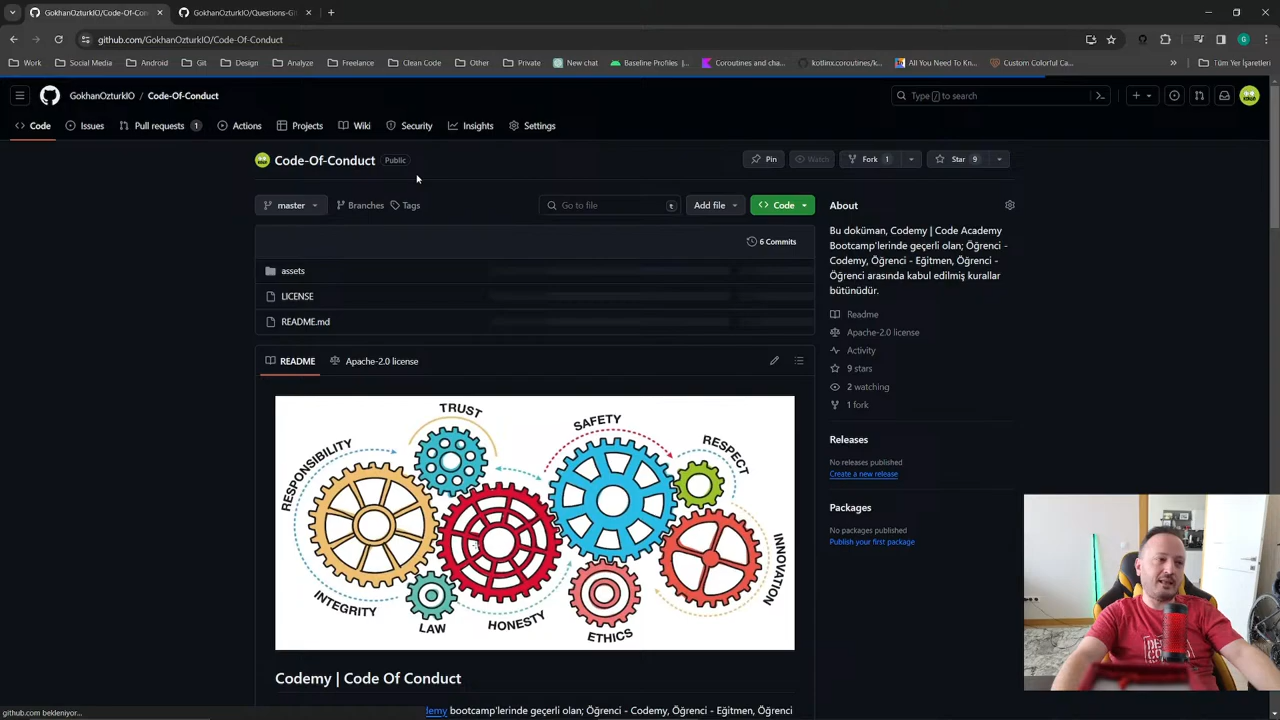 GokhanOzturkIO/Code-Of-Con
GokhanOzturkIO/Questions-G
github.com/GokhanOzturkIO/Code-Of-Conduct
Work
Social Media
Android
Git
Design
Analyze
Freelance
Clean Code
Other
Private
New chat
Baseline Profiles |...
Coroutines and cha...
kotlinx.coroutines/k...
All You Need To Kn...
Custom Colorful Ca...
Tüm Yer İşaretleri
GokhanOzturkIO / Code-Of-Conduct
Type / to search
Code
Issues
Pull requests 1
Actions
Projects
Wiki
Security
Insights
Settings
Code-Of-Conduct Public
Pin
Watch
Fork 1
Star 9
master
Branches
Tags
Go to file t
Add file
Code
6 Commits
assets
LICENSE
README.md
README
Apache-2.0 license
RESPONSIBILITY
TRUST
SAFETY
RESPECT
INTEGRITY
LAW
HONESTY
ETHICS
INNOVATION
Codemy | Code Of Conduct
demy bootcamp'lerinde geçerli olan; Öğrenci - Codemy, Öğrenci - Eğitmen, Öğrenci
About
Bu doküman, Codemy | Code Academy
Bootcamp'lerinde geçerli olan; Öğrenci -
Codemy, Öğrenci - Eğitmen, Öğrenci -
Öğrenci arasında kabul edilmiş kurallar
bütünüdür.
Readme
Apache-2.0 license
Activity
9 stars
2 watching
1 fork
Releases
No releases published
Create a new release
Packages
No packages published
Publish your first package
github.com bekleniyor...